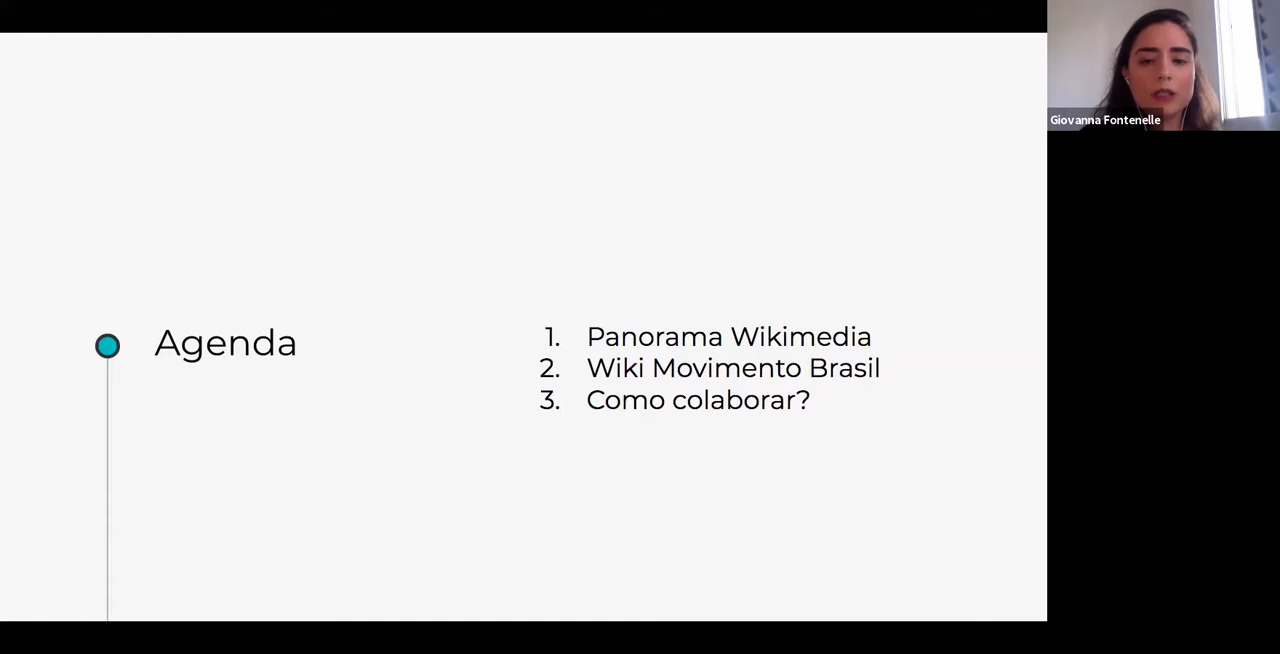 Agenda
1. Panorama Wikimedia
2. Wiki Movimento Brasil
3. Como colaborar?
Giovanna Fontenelle